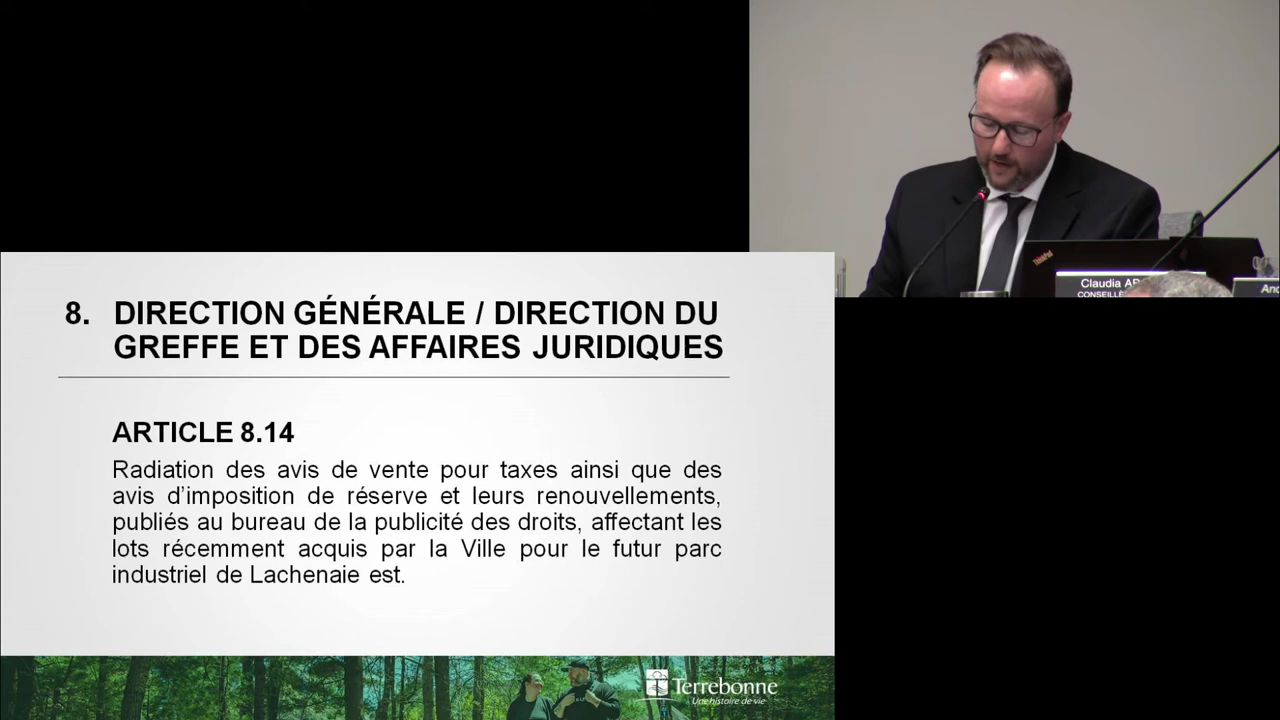 ThinkPad
Claudia
CONSEILLÈ
8. DIRECTION GÉNÉRALE / DIRECTION DU
GREFFE ET DES AFFAIRES JURIDIQUES
ARTICLE 8.14
Radiation des avis de vente pour taxes ainsi que des
avis d’imposition de réserve et leurs renouvellements,
publiés au bureau de la publicité des droits, affectant les
lots récemment acquis par la Ville pour le futur parc
industriel de Lachenaie est.
Terrebonne
Une histoire de vie